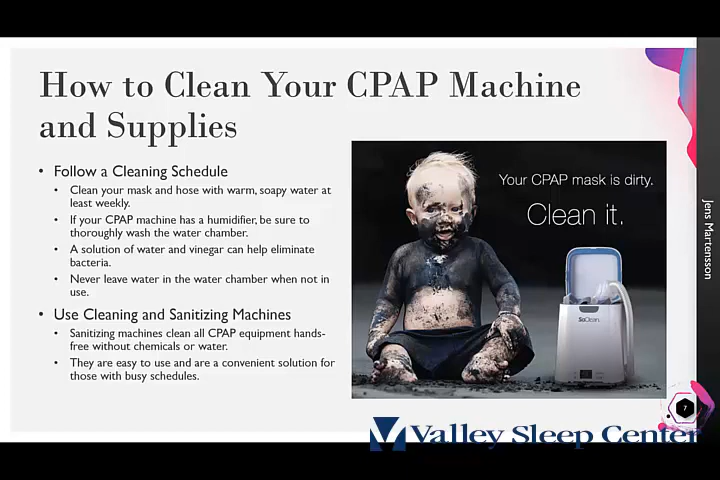 How to Clean Your CPAP Machine
and Supplies
• Follow a Cleaning Schedule
• Clean your mask and hose with warm, soapy water at
least weekly.
• If your CPAP machine has a humidifier, be sure to
thoroughly wash the water chamber.
• A solution of water and vinegar can help eliminate
bacteria.
• Never leave water in the water chamber when not in
use.
• Use Cleaning and Sanitizing Machines
• Sanitizing machines clean all CPAP equipment hands-
free without chemicals or water.
• They are easy to use and are a convenient solution for
those with busy schedules.
Your CPAP mask is dirty.
Clean it.
SoClean
Jens Martensson
7
Valley Sleep Center